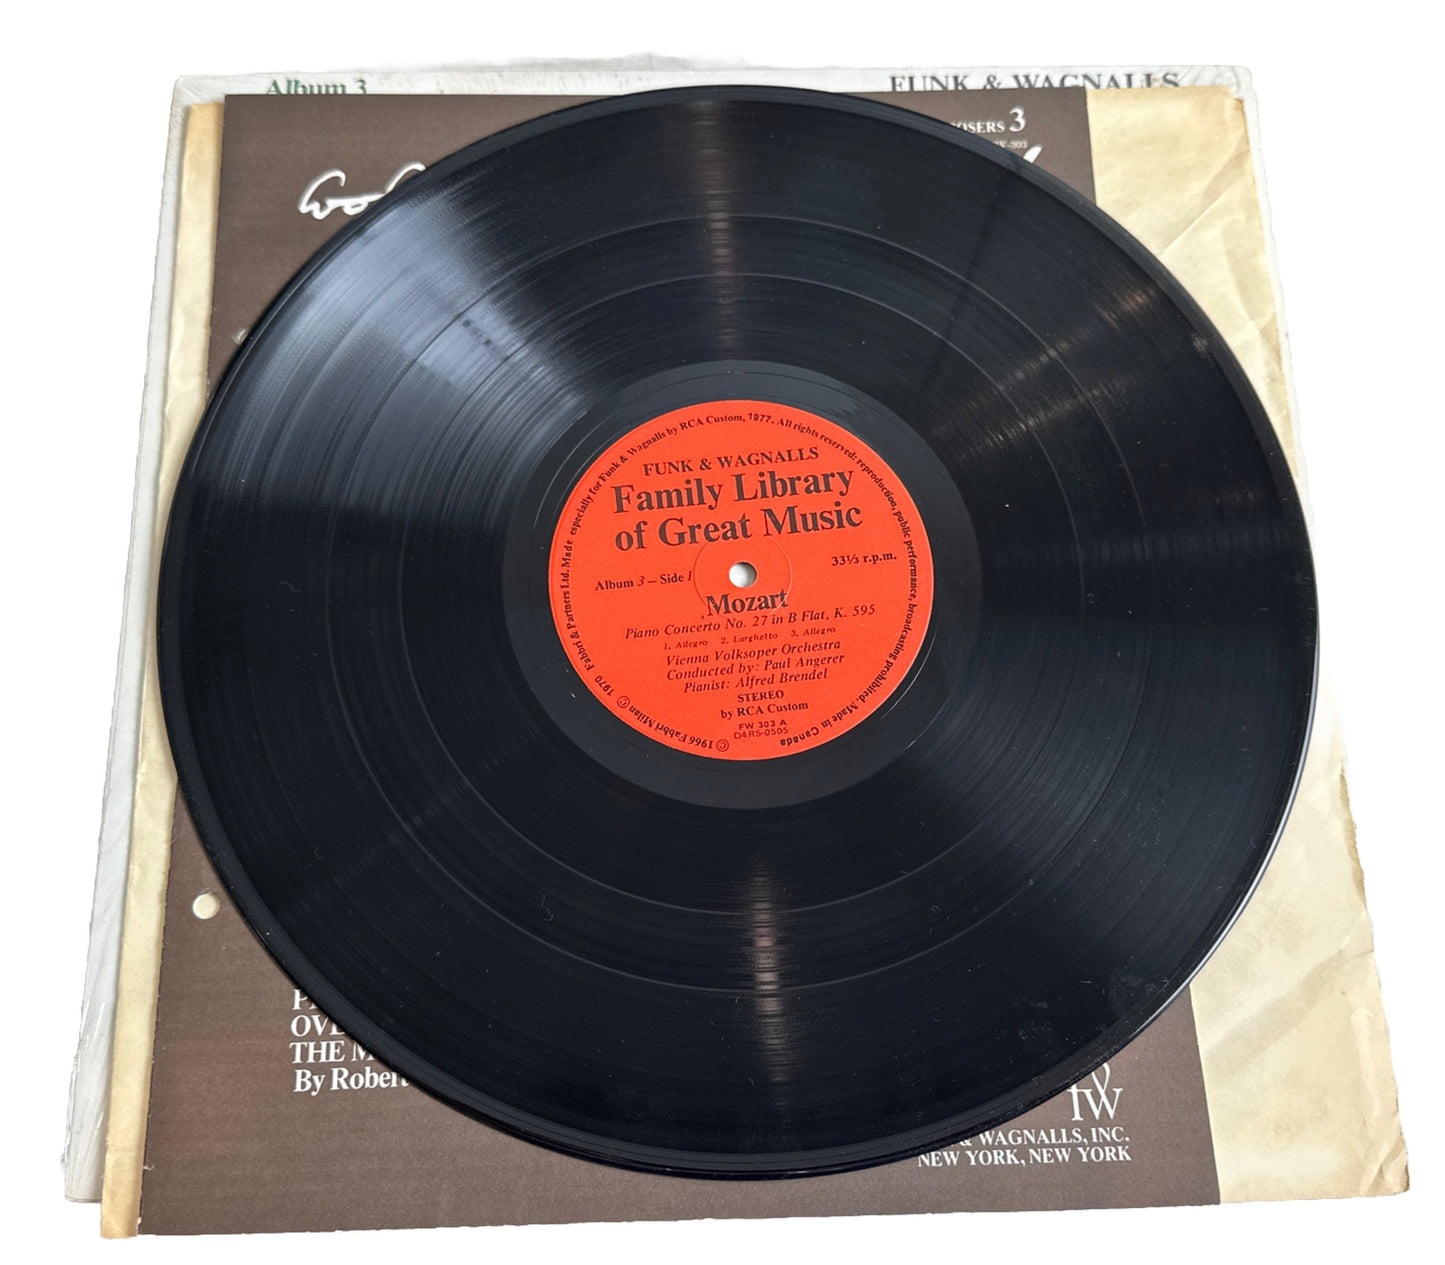 Album 3
FUNK & WAGNALLS
3
FW-303
© 1966 Fabbri Milan © 1970 Fabbri & Partners Ltd. Made especially for Funk & Wagnalls by RCA Custom, 1977. All rights reserved: reproduction, public performance, broadcasting prohibited. Made in Canada
FUNK & WAGNALLS
Family Library
of Great Music
Album 3 – Side 1
33⅓ r.p.m.
Mozart
Piano Concerto No. 27 in B Flat, K. 595
1. Allegro 2. Larghetto 3. Allegro
Vienna Volksoper Orchestra
Conducted by: Paul Angerer
Pianist: Alfred Brendel
STEREO
by RCA Custom
FW 303 A
D4RS-0505
THE
By Robert
fW
& WAGNALLS, INC.
NEW YORK, NEW YORK